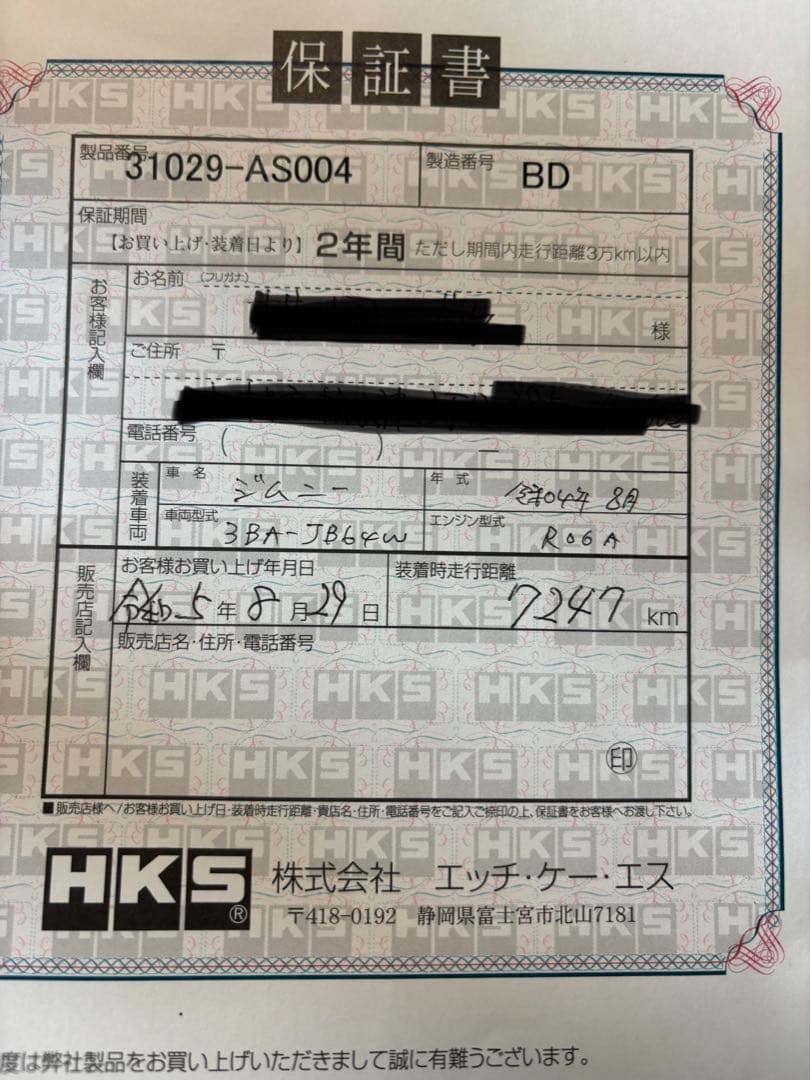 保証書
製品番号 31029-AS004 製造番号 BD
保証期間
【お買い上げ・装着日より】2年間 ただし期間内走行距離3万km以内
お客様記入欄
お名前 (フリガナ)
様
ご住所 〒
電話番号 ( ) ―
装着車両
車名 ジムニー 年式 令和04年 8月
車両型式 3BA-JB64W エンジン型式 R06A
販売店記入欄
お客様お買い上げ年月日 装着時走行距離
令和5年8月29日 7247 km
販売店名・住所・電話番号
印
■販売店様へ/お客様お買い上げ日・装着時走行距離・貴店名・住所・電話番号をご記入ご捺印の上、保証書をお客様へお渡し下さい。
HKS® 株式会社 エッチ・ケー・エス
〒418-0192 静岡県富士宮市北山7181
度は弊社製品をお買い上げいただきまして誠に有難うございます。